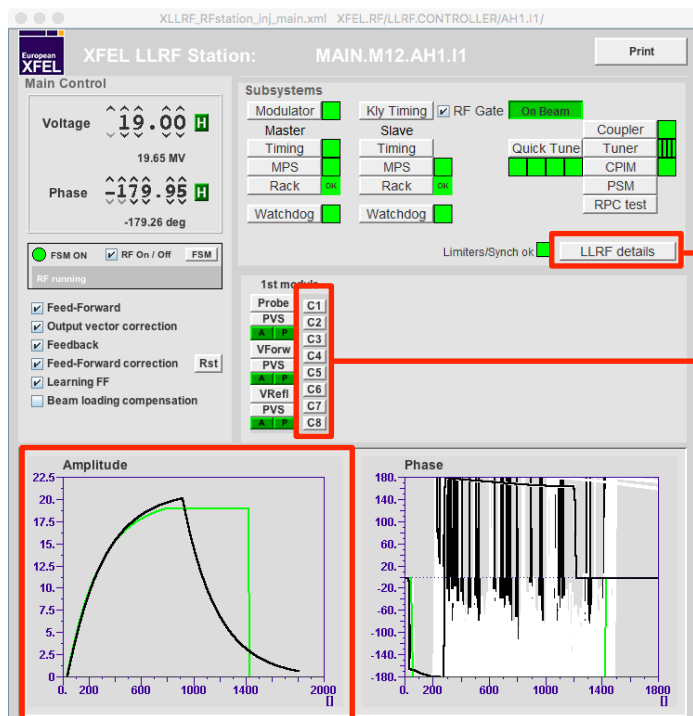 XLLRF_RFstation_inj_main.xml XFEL.RF/LLRF.CONTROLLER/AH1.I1/
European
XFEL
XFEL LLRF Station: MAIN.M12.AH1.I1
Print
Main Control
Voltage 19.00 H
19.65 MV
Phase -179.95 H
-179.26 deg
FSM ON RF On / Off FSM
RF running
Feed-Forward
Output vector correction
Feedback
Feed-Forward correction Rst
Learning FF
Beam loading compensation
Subsystems
Modulator Kly Timing RF Gate On Beam
Master Slave Coupler
Timing Timing Quick Tune Tuner
MPS MPS CPIM
Rack OK Rack OK PSM
RPC test
Watchdog Watchdog
Limiters/Synch ok LLRF details
1st module
Probe C1
PVS C2
A P C3
VForw C4
PVS C5
A P C6
VRefl C7
PVS C8
A P
Amplitude
22.5
20.
17.5
15.
12.5
10.
7.5
5.
2.5
0
0. 200 600 1000 1400 2000
[]
Phase
180.
140.
100.
60.
20.
-20.
-60.
-100.
-140.
-180.
0. 200 600 1000 1400 1800
[]